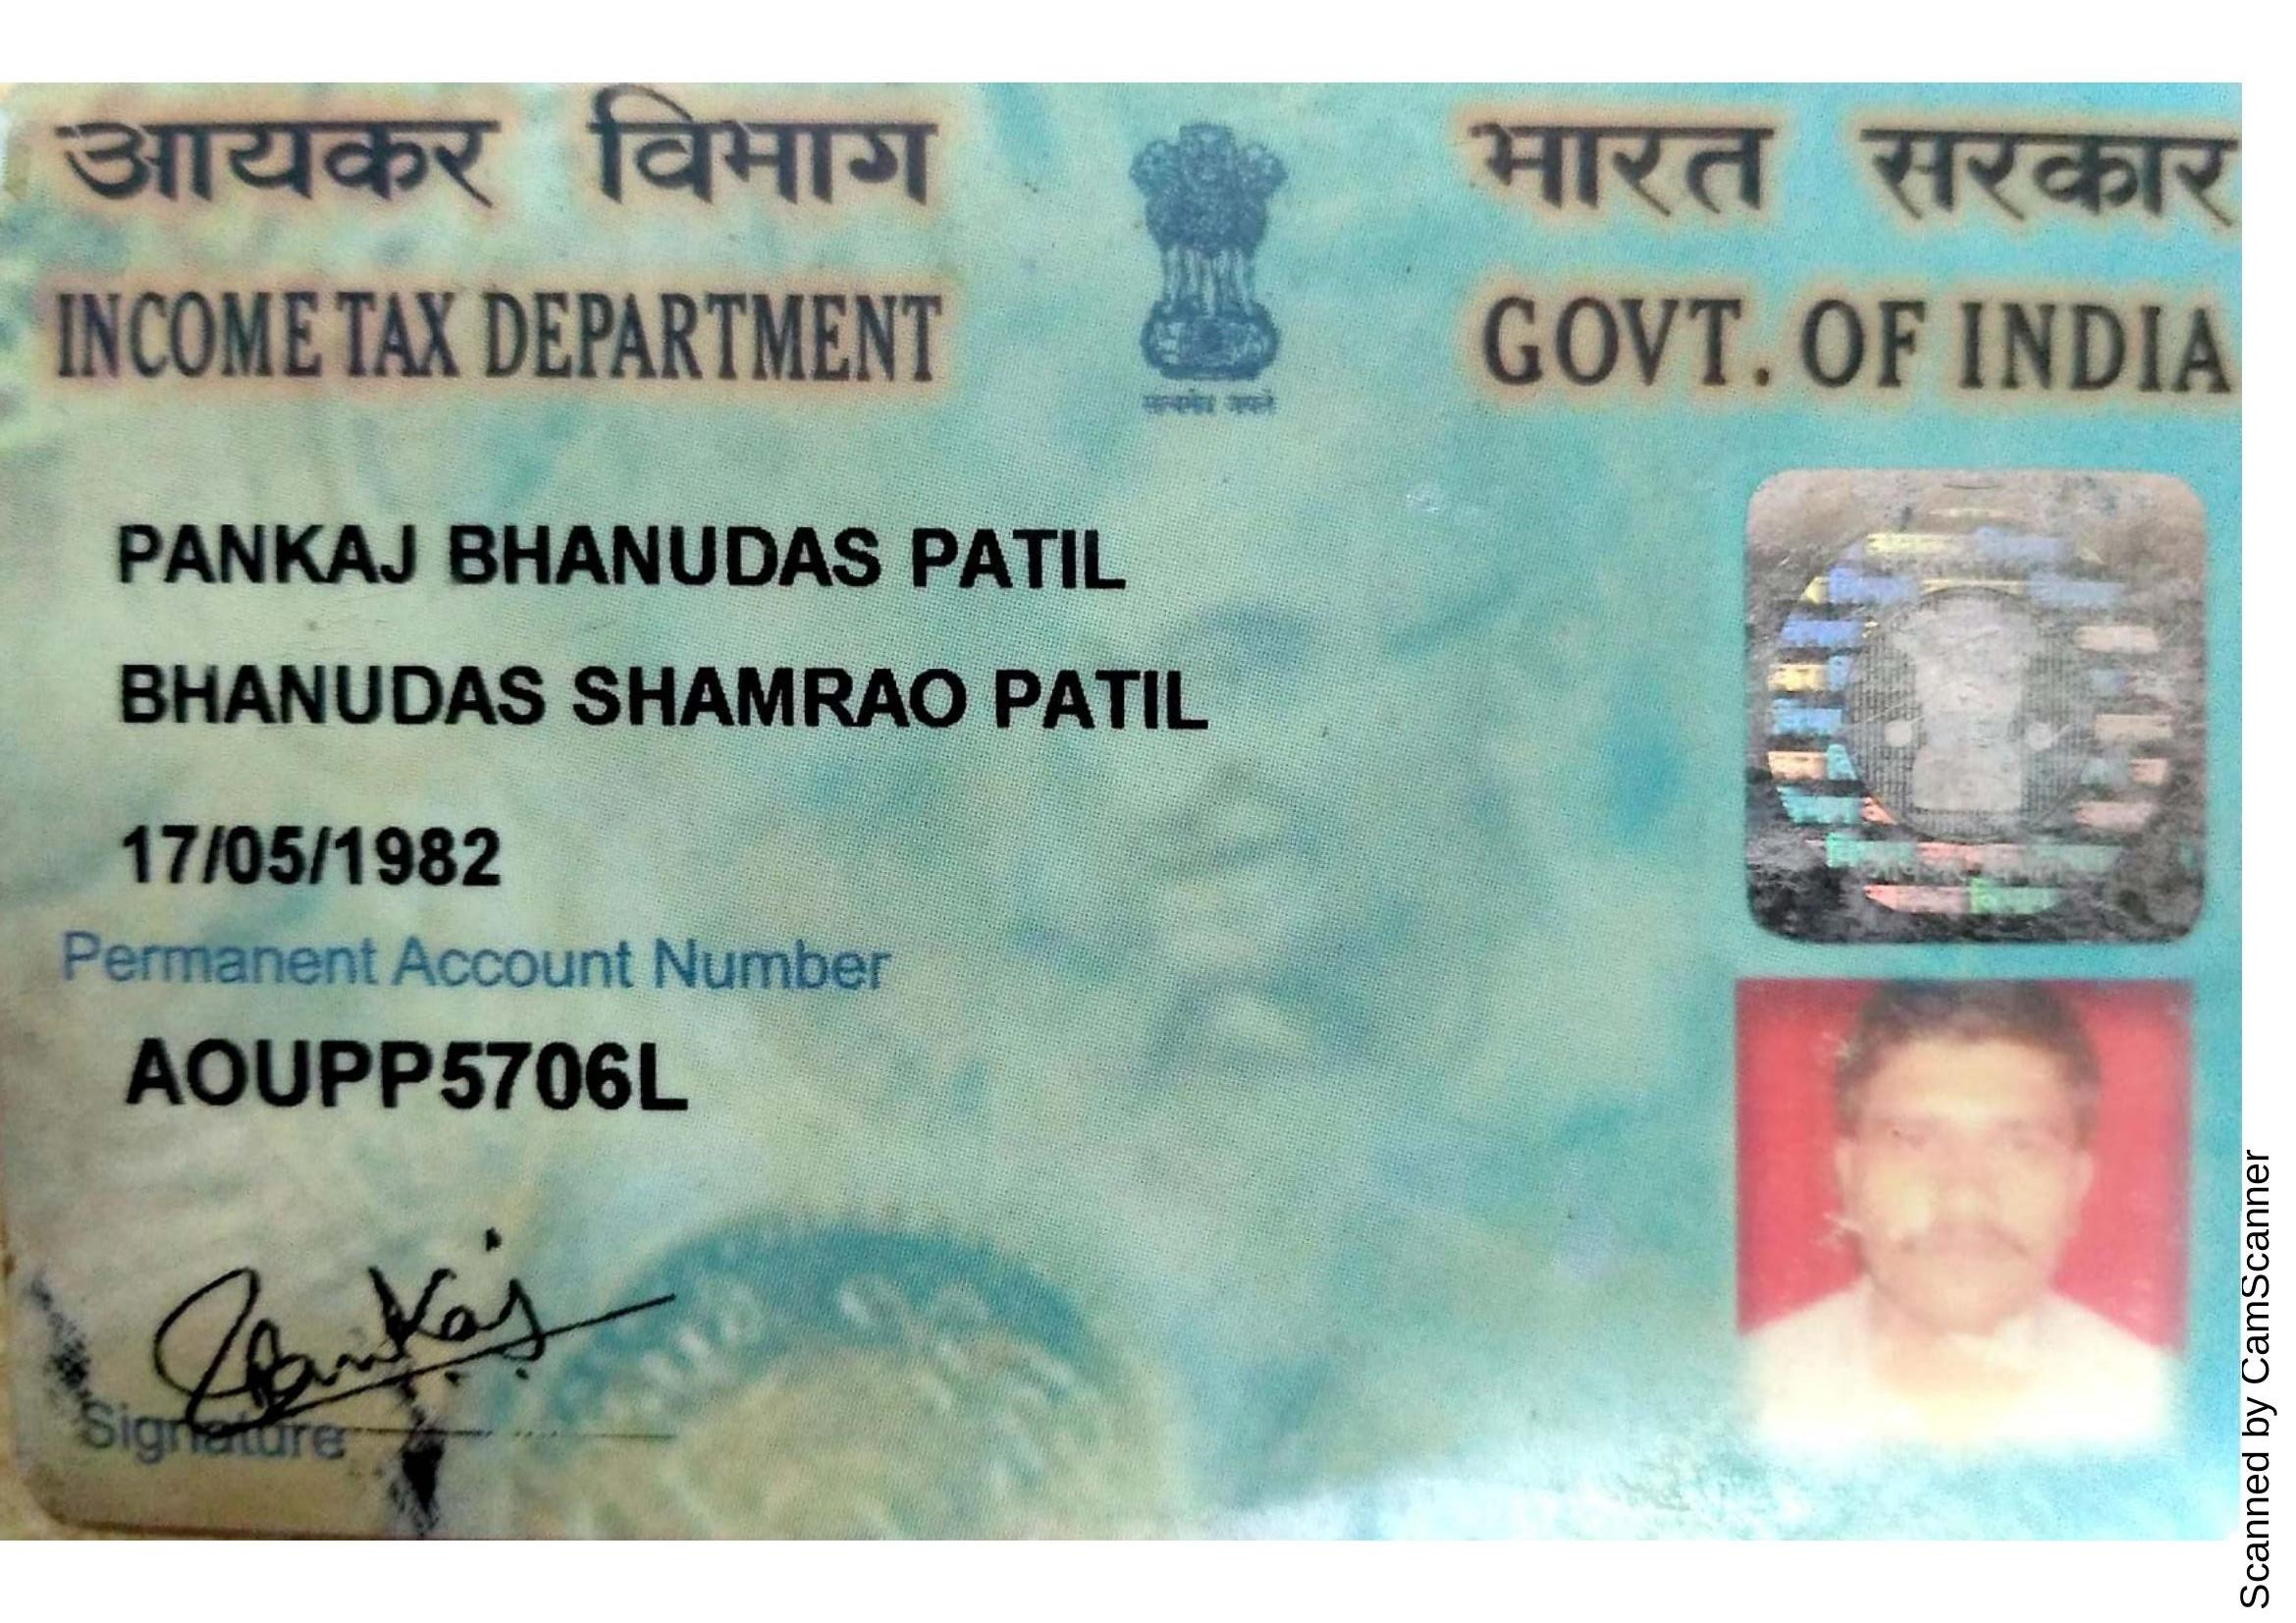 आयकर विभाग
भारत सरकार
INCOME TAX DEPARTMENT
GOVT. OF INDIA
सत्यमेव जयते
PANKAJ BHANUDAS PATIL
BHANUDAS SHAMRAO PATIL
17/05/1982
Permanent Account Number
AOUPP5706L
Pankaj
Signature
Scanned by CamScanner